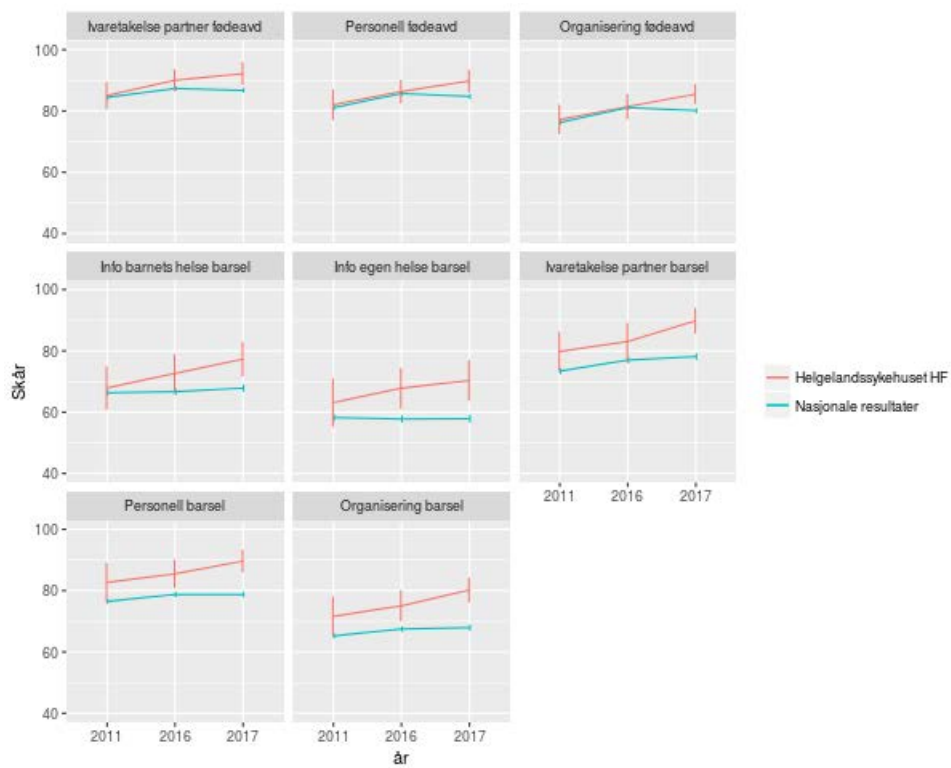 Ivaretakelse partner fødeavd
Personell fødeavd
Organisering fødeavd
100
80
60
40
Info barnets helse barsel
Info egen helse barsel
Ivaretakelse partner barsel
100
80
60
40
Skår
Helgelandssykehuset HF
Nasjonale resultater
2011 2016 2017
Personell barsel
Organisering barsel
100
80
60
40
2011 2016 2017
2011 2016 2017
år